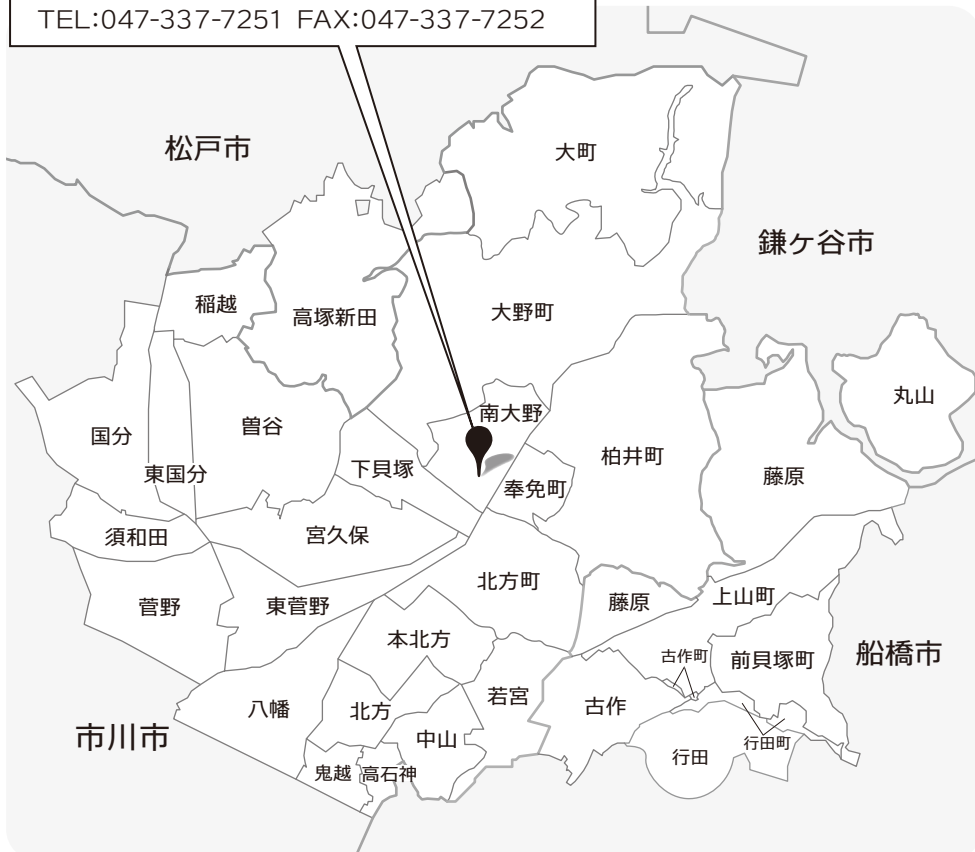 TEL:047-337-7251 FAX:047-337-7252
松戸市
大町
鎌ヶ谷市
稲越
高塚新田
大野町
丸山
国分
曽谷
南大野
東国分
下貝塚
柏井町
藤原
奉免町
須和田
宮久保
北方町
菅野
東菅野
藤原
上山町
本北方
古作町
前貝塚町
船橋市
八幡
北方
若宮
古作
市川市
中山
行田町
行田
鬼越
高石神